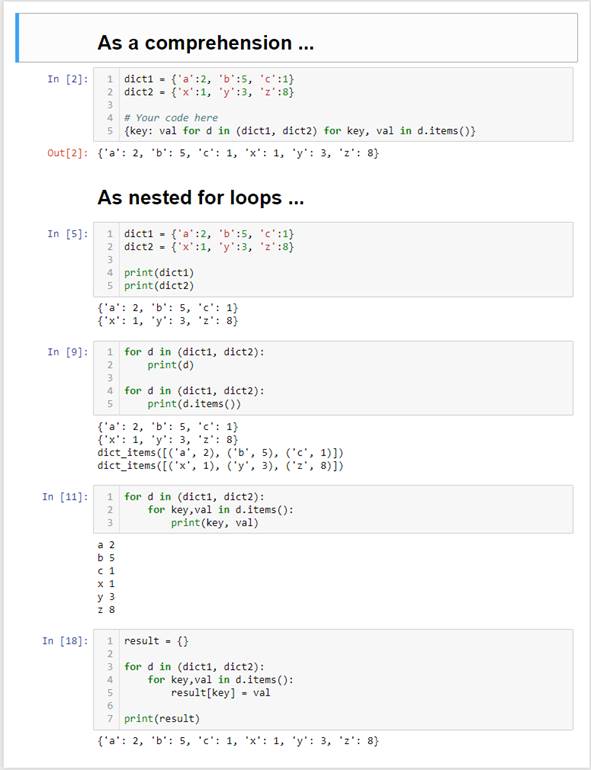 As a comprehension ...
In [2]:
1 dict1 = {'a':2, 'b':5, 'c':1}
2 dict2 = {'x':1, 'y':3, 'z':8}
3
4 # Your code here
5 {key: val for d in (dict1, dict2) for key, val in d.items()}
Out[2]: {'a': 2, 'b': 5, 'c': 1, 'x': 1, 'y': 3, 'z': 8}
As nested for loops ...
In [5]:
1 dict1 = {'a':2, 'b':5, 'c':1}
2 dict2 = {'x':1, 'y':3, 'z':8}
3
4 print(dict1)
5 print(dict2)
{'a': 2, 'b': 5, 'c': 1}
{'x': 1, 'y': 3, 'z': 8}
In [9]:
1 for d in (dict1, dict2):
2     print(d)
3
4 for d in (dict1, dict2):
5     print(d.items())
{'a': 2, 'b': 5, 'c': 1}
{'x': 1, 'y': 3, 'z': 8}
dict_items([('a', 2), ('b', 5), ('c', 1)])
dict_items([('x', 1), ('y', 3), ('z', 8)])
In [11]:
1 for d in (dict1, dict2):
2     for key,val in d.items():
3         print(key, val)
a 2
b 5
c 1
x 1
y 3
z 8
In [18]:
1 result = {}
2
3 for d in (dict1, dict2):
4     for key,val in d.items():
5         result[key] = val
6
7 print(result)
{'a': 2, 'b': 5, 'c': 1, 'x': 1, 'y': 3, 'z': 8}